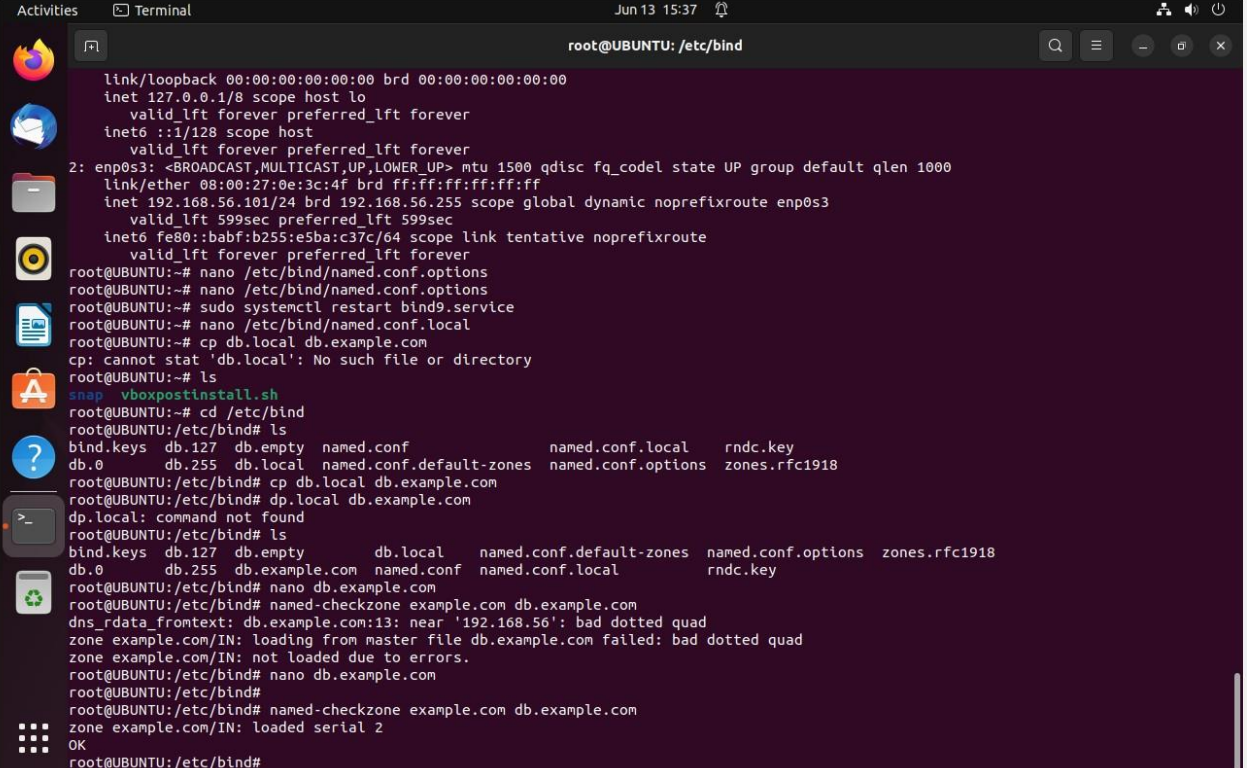 Activities Terminal Jun 13 15:37
root@UBUNTU: /etc/bind
link/loopback 00:00:00:00:00:00 brd 00:00:00:00:00:00
inet 127.0.0.1/8 scope host lo
valid_lft forever preferred_lft forever
inet6 ::1/128 scope host
valid_lft forever preferred_lft forever
2: enp0s3: <BROADCAST,MULTICAST,UP,LOWER_UP> mtu 1500 qdisc fq_codel state UP group default qlen 1000
link/ether 08:00:27:0e:3c:4f brd ff:ff:ff:ff:ff:ff
inet 192.168.56.101/24 brd 192.168.56.255 scope global dynamic noprefixroute enp0s3
valid_lft 599sec preferred_lft 599sec
inet6 fe80::babf:b255:e5ba:c37c/64 scope link tentative noprefixroute
valid_lft forever preferred_lft forever
root@UBUNTU:~# nano /etc/bind/named.conf.options
root@UBUNTU:~# nano /etc/bind/named.conf.options
root@UBUNTU:~# sudo systemctl restart bind9.service
root@UBUNTU:~# nano /etc/bind/named.conf.local
root@UBUNTU:~# cp db.local db.example.com
cp: cannot stat 'db.local': No such file or directory
root@UBUNTU:~# ls
snap vboxpostinstall.sh
root@UBUNTU:~# cd /etc/bind
root@UBUNTU:/etc/bind# ls
bind.keys db.127 db.empty named.conf named.conf.local rndc.key
db.0 db.255 db.local named.conf.default-zones named.conf.options zones.rfc1918
root@UBUNTU:/etc/bind# cp db.local db.example.com
root@UBUNTU:/etc/bind# dp.local db.example.com
dp.local: command not found
root@UBUNTU:/etc/bind# ls
bind.keys db.127 db.empty db.local named.conf.default-zones named.conf.options zones.rfc1918
db.0 db.255 db.example.com named.conf named.conf.local rndc.key
root@UBUNTU:/etc/bind# nano db.example.com
root@UBUNTU:/etc/bind# named-checkzone example.com db.example.com
dns_rdata_fromtext: db.example.com:13: near '192.168.56': bad dotted quad
zone example.com/IN: loading from master file db.example.com failed: bad dotted quad
zone example.com/IN: not loaded due to errors.
root@UBUNTU:/etc/bind# nano db.example.com
root@UBUNTU:/etc/bind#
root@UBUNTU:/etc/bind# named-checkzone example.com db.example.com
zone example.com/IN: loaded serial 2
OK
root@UBUNTU:/etc/bind#